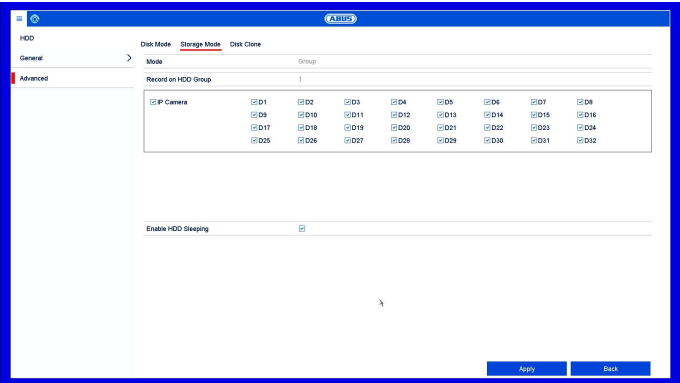 ABUS
HDD
General
Advanced
Disk Mode Storage Mode Disk Clone
Mode Group
Record on HDD Group 1
IP Camera D1 D2 D3 D4 D5 D6 D7 D8
D9 D10 D11 D12 D13 D14 D15 D16
D17 D18 D19 D20 D21 D22 D23 D24
D25 D26 D27 D28 D29 D30 D31 D32
Enable HDD Sleeping
Apply Back